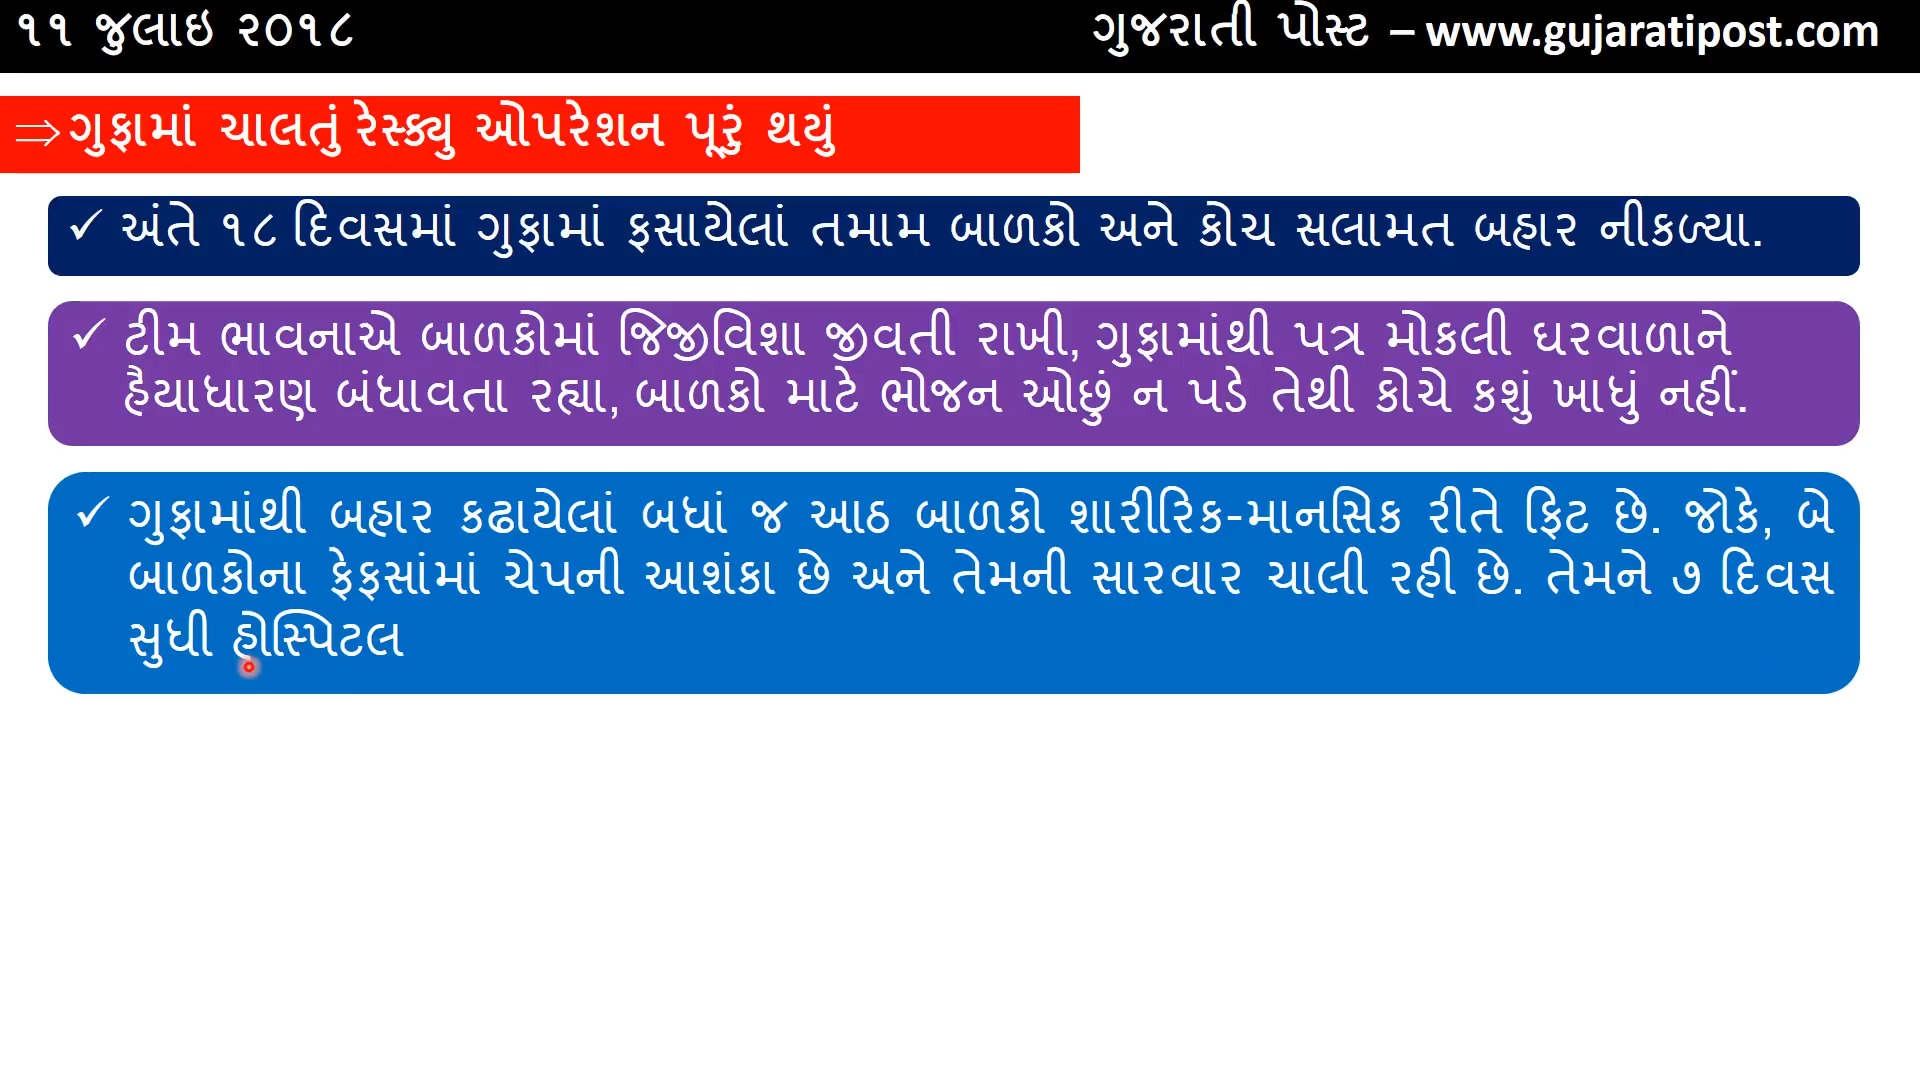 ૧૧ જુલાઇ ૨૦૧૮
ગુજરાતી પોસ્ટ – www.gujaratipost.com
⇒ ગુફામાં ચાલતું રેસ્ક્યુ ઓપરેશન પૂરું થયું
✓ અંતે ૧૮ દિવસમાં ગુફામાં ફસાયેલાં તમામ બાળકો અને કોચ સલામત બહાર નીકળ્યા.
✓ ટીમ ભાવનાએ બાળકોમાં જિજીવિશા જીવતી રાખી, ગુફામાંથી પત્ર મોકલી ઘરવાળાને
હૈયાધારણ બંધાવતા રહ્યા, બાળકો માટે ભોજન ઓછું ન પડે તેથી કોચે કશું ખાધું નહીં.
✓ ગુફામાંથી બહાર કઢાયેલાં બધાં જ આઠ બાળકો શારીરિક-માનસિક રીતે ફિટ છે. જોકે, બે
બાળકોના ફેફસાંમાં ચેપની આશંકા છે અને તેમની સારવાર ચાલી રહી છે. તેમને ૭ દિવસ
સુધી હોસ્પિટલ